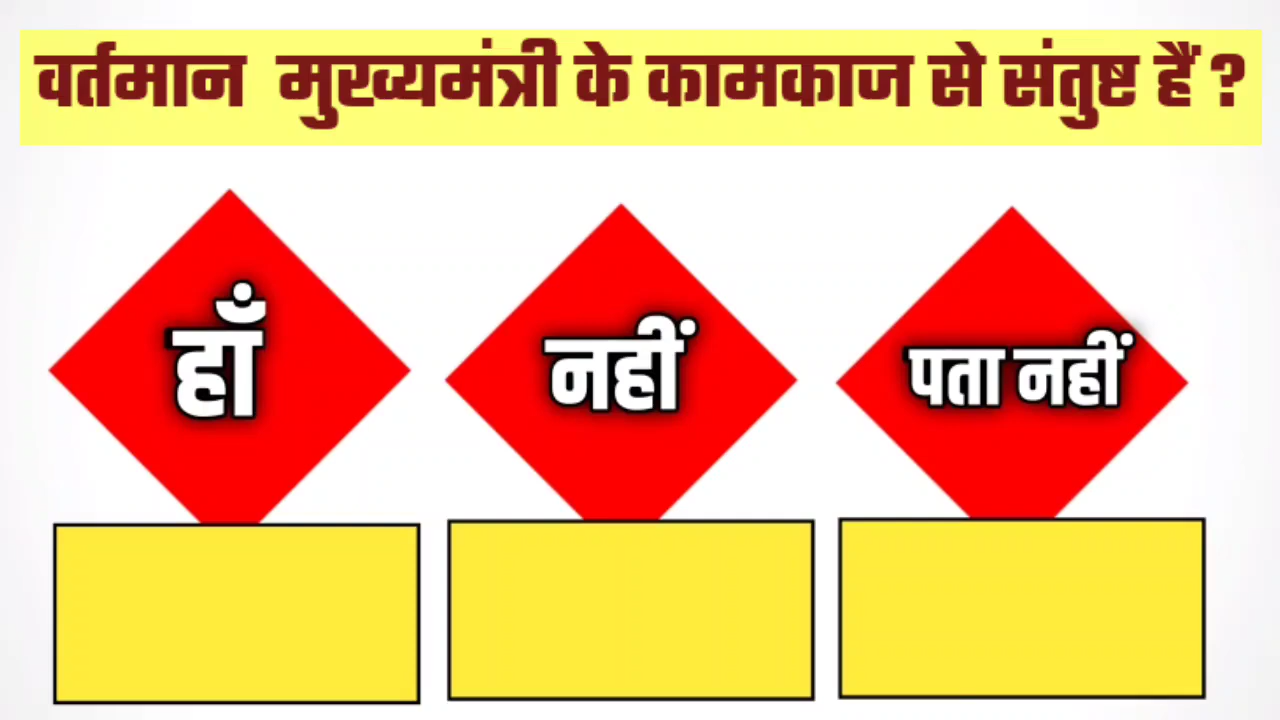 वर्तमान मुख्यमंत्री के कामकाज से संतुष्ट हैं ?
हाँ
नहीं
पता नहीं